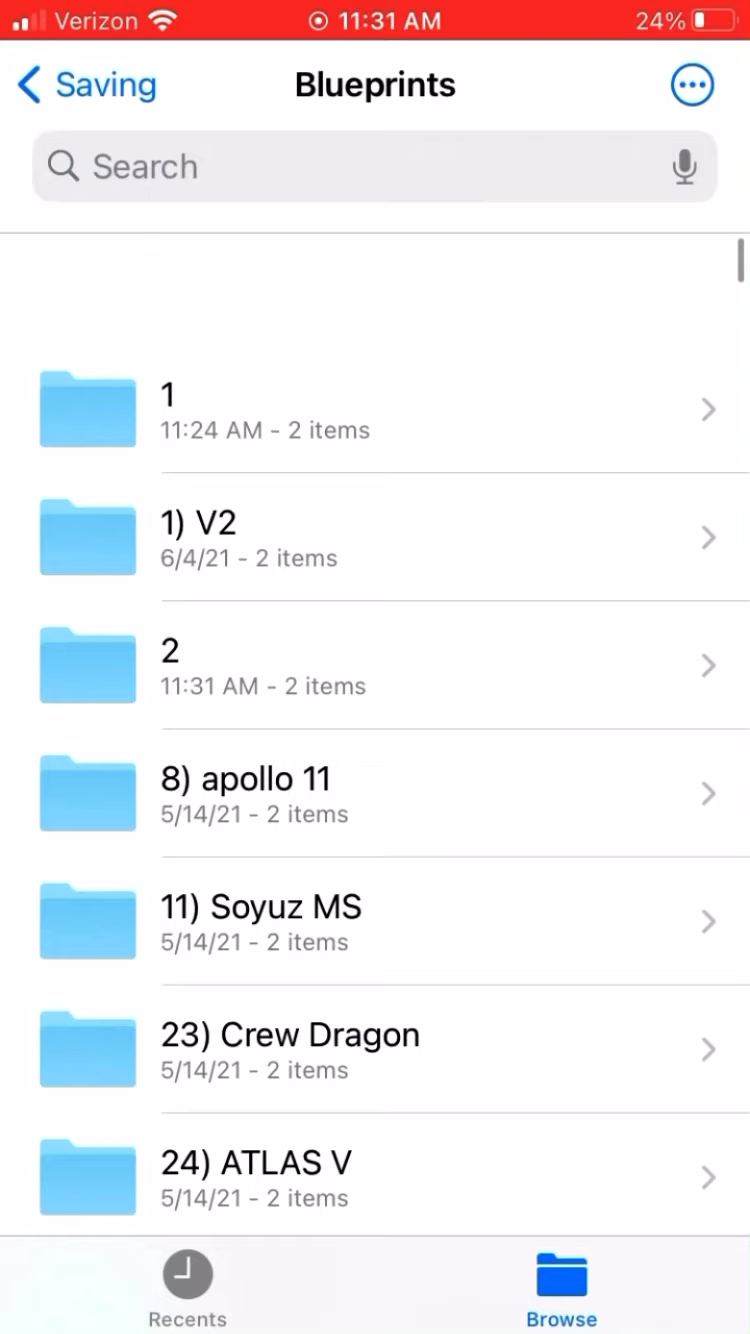 Verizon 11:31 AM 24%
Saving Blueprints
Search
1
11:24 AM - 2 items
1) V2
6/4/21 - 2 items
2
11:31 AM - 2 items
8) apollo 11
5/14/21 - 2 items
11) Soyuz MS
5/14/21 - 2 items
23) Crew Dragon
5/14/21 - 2 items
24) ATLAS V
5/14/21 - 2 items
Recents Browse